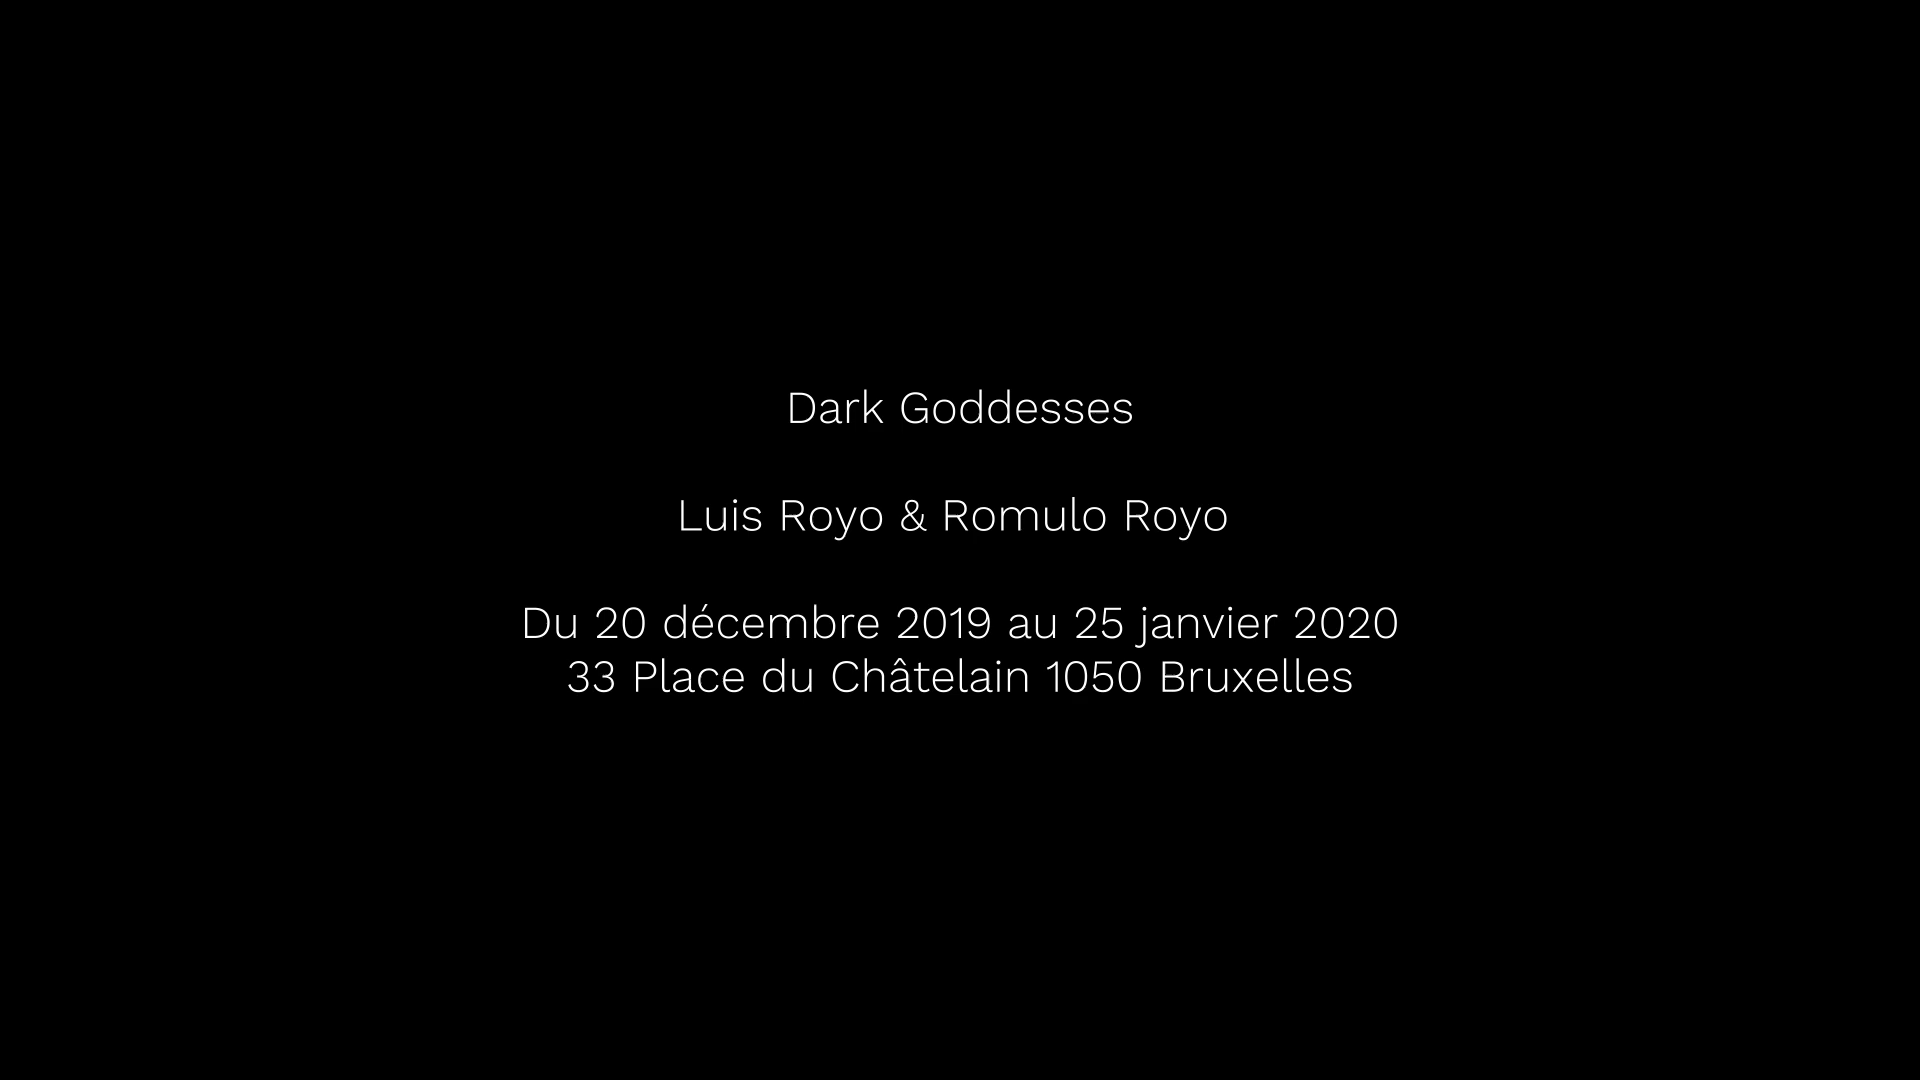 Dark Goddesses
Luis Royo & Romulo Royo
Du 20 décembre 2019 au 25 janvier 2020
33 Place du Châtelain 1050 Bruxelles